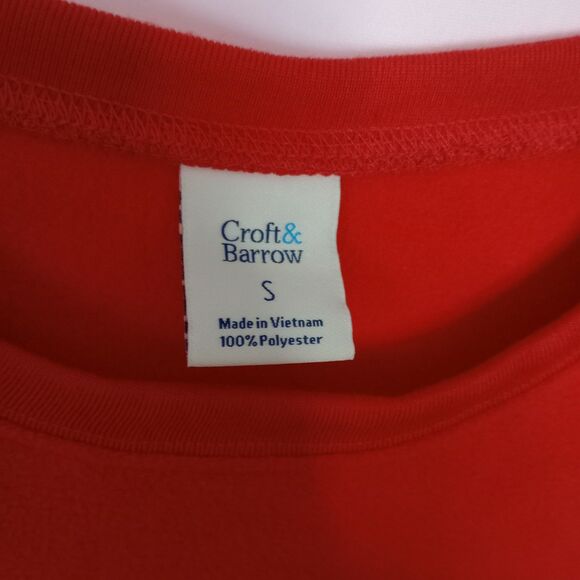 Croft&
Barrow
S
Made in Vietnam
100% Polyester